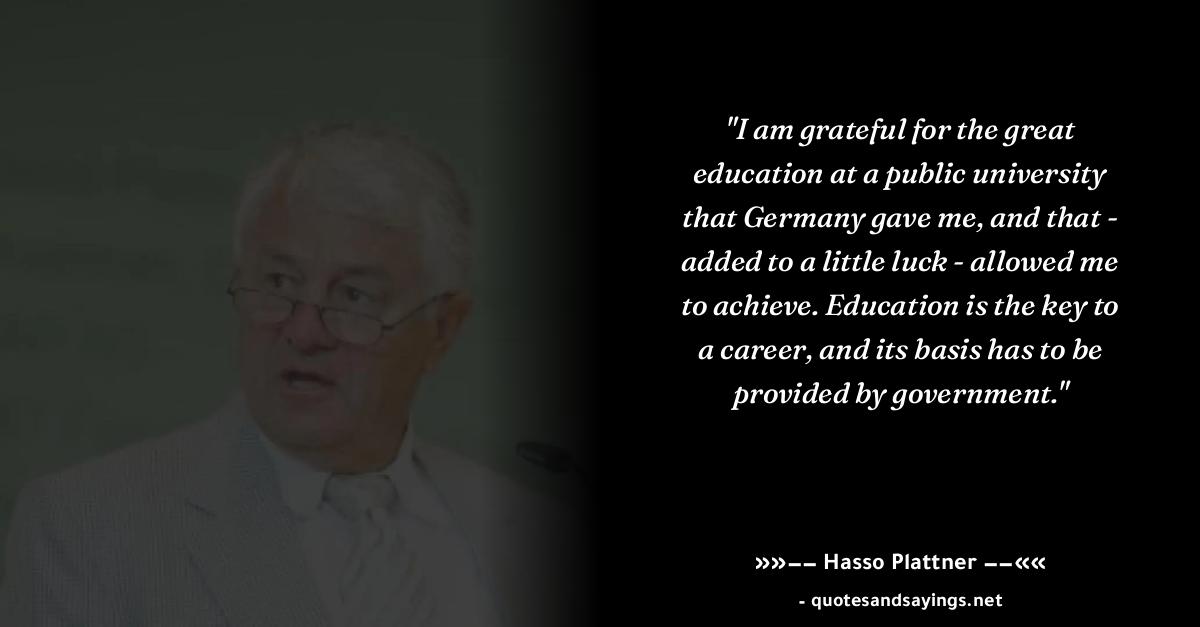 "I am grateful for the great
education at a public university
that Germany gave me, and that -
added to a little luck - allowed me
to achieve. Education is the key to
a career, and its basis has to be
provided by government."
»»−− Hasso Plattner −−««
- quotesandsayings.net